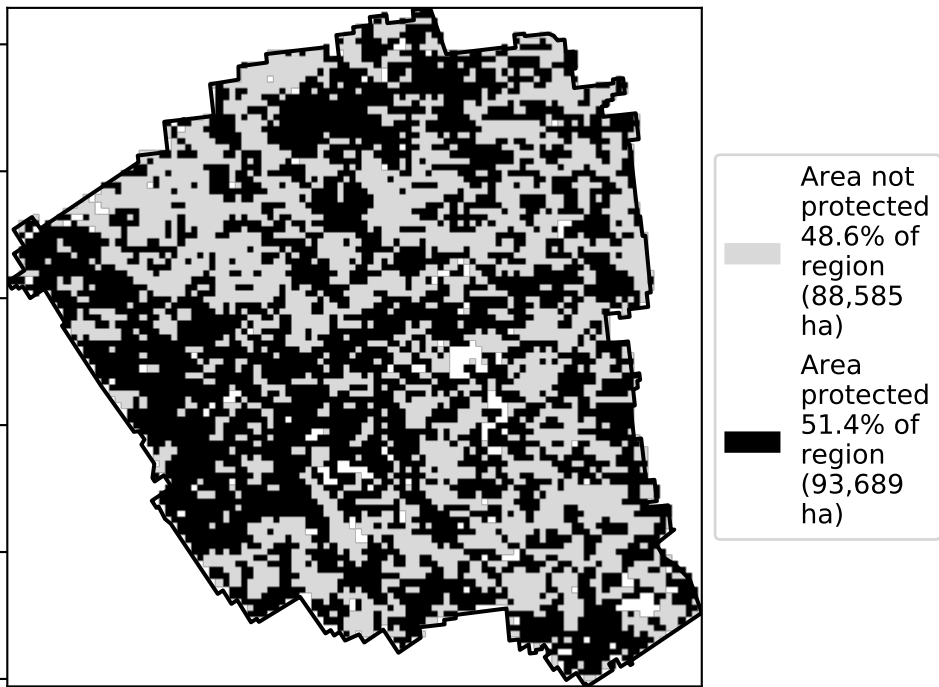 Area not
protected
48.6% of
region
(88,585
ha)
Area
protected
51.4% of
region
(93,689
ha)